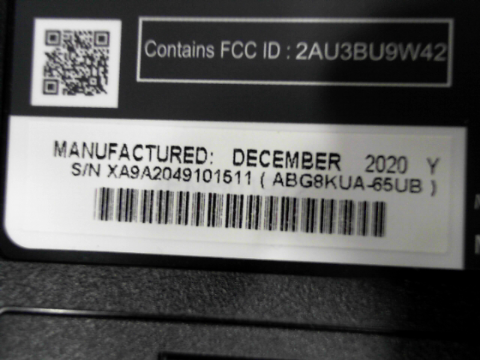 Contains FCC ID : 2AU3BU9W42
MANUFACTURED: DECEMBER 2020 Y
S/N XA9A2049101511 ( ABG8KUA-65UB )